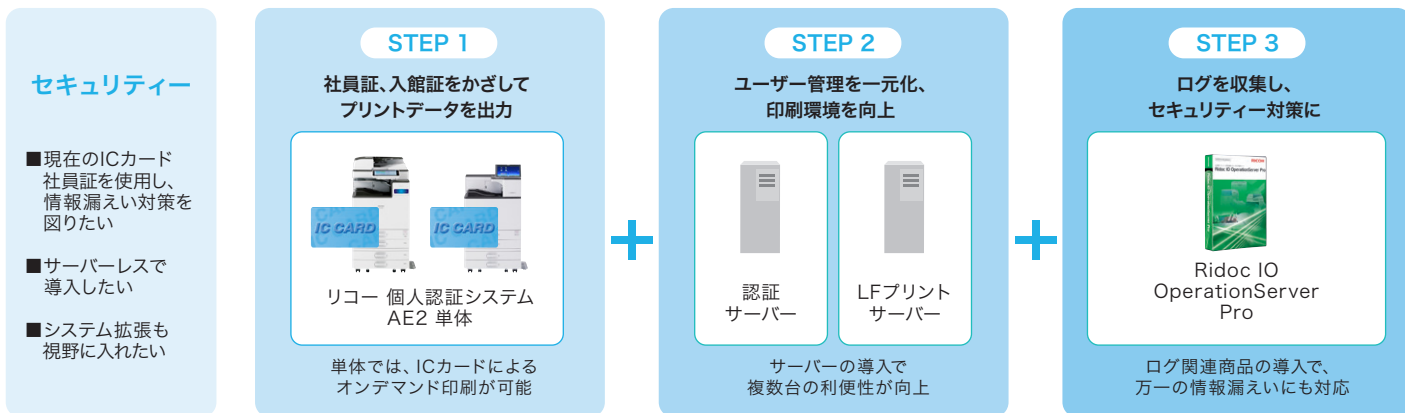 セキュリティー
■現在のICカード
社員証を使用し、
情報漏えい対策を
図りたい
■サーバーレスで
導入したい
■システム拡張も
視野に入れたい
STEP 1
社員証、入館証をかざして
プリントデータを出力
IC CARD
IC CARD
リコー 個人認証システム
AE2 単体
単体では、ICカードによる
オンデマンド印刷が可能
+
STEP 2
ユーザー管理を一元化、
印刷環境を向上
認証
サーバー
LFプリント
サーバー
サーバーの導入で
複数台の利便性が向上
+
STEP 3
ログを収集し、
セキュリティー対策に
RICOH
Ridoc IO OperationServer Pro
Ridoc IO
OperationServer
Pro
ログ関連商品の導入で、
万一の情報漏えいにも対応